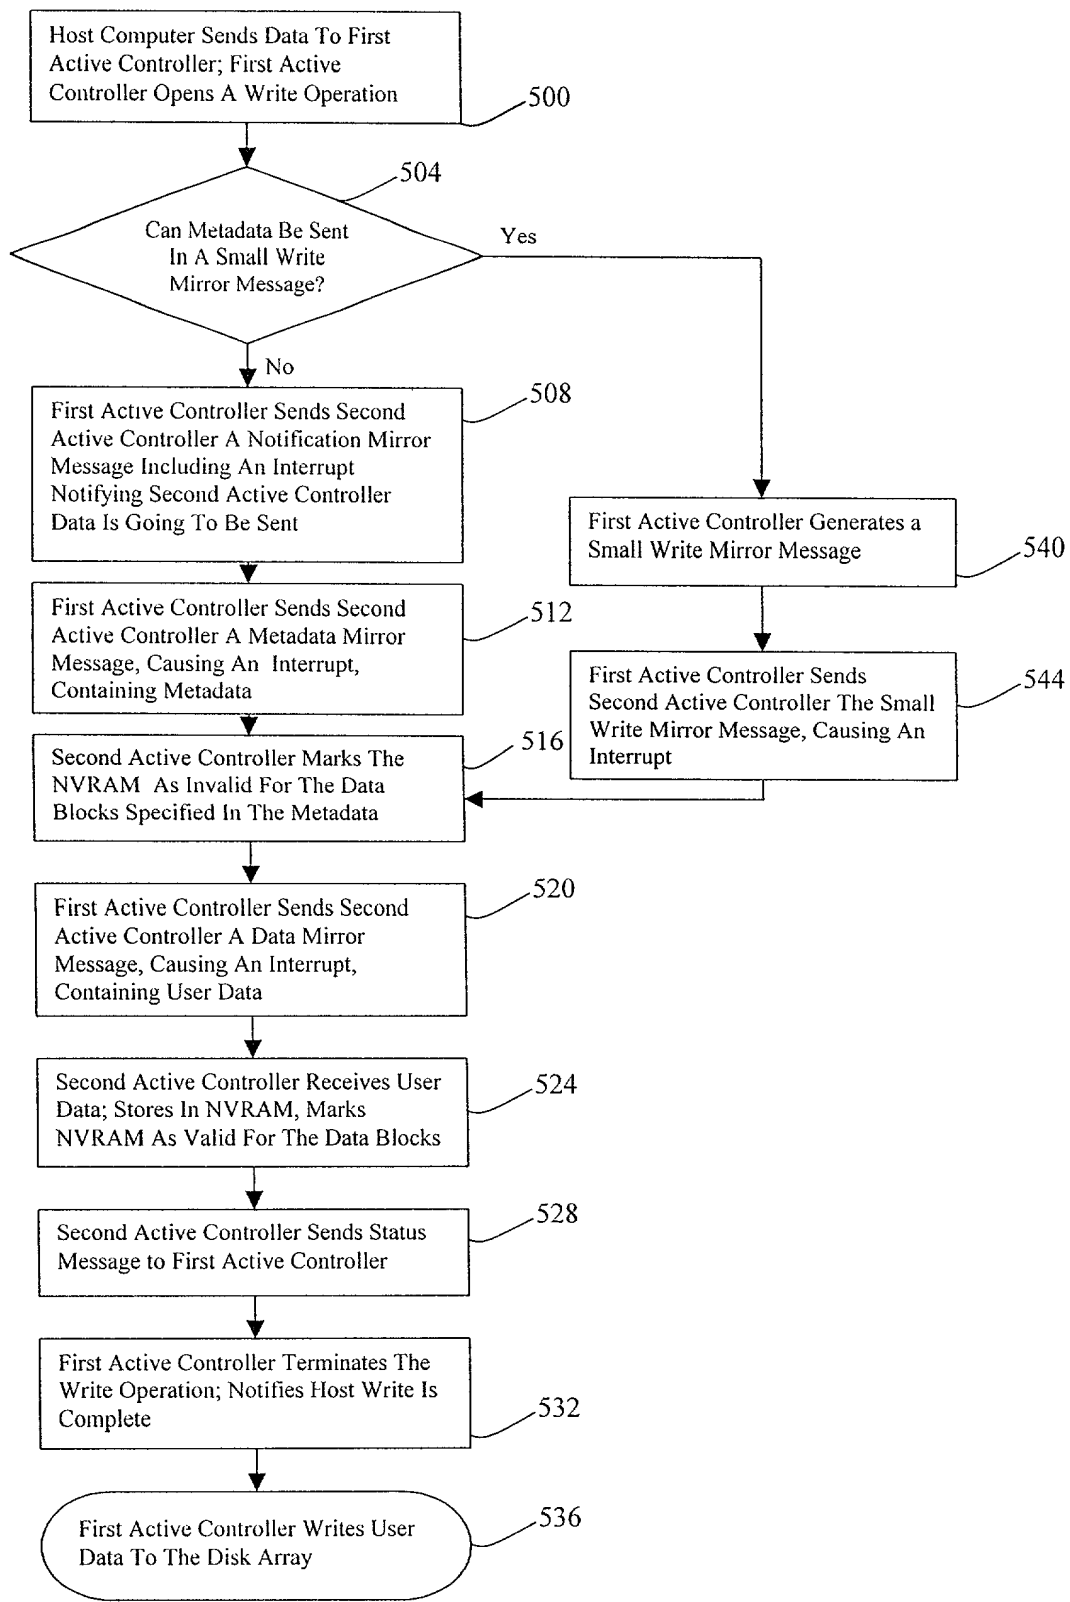 Host Computer Sends Data To First
Active Controller; First Active
Controller Opens A Write Operation
500
504
Can Metadata Be Sent
In A Small Write
Mirror Message?
Yes
No
First Active Controller Sends Second
Active Controller A Notification Mirror
Message Including An Interrupt
Notifying Second Active Controller
Data Is Going To Be Sent
508
First Active Controller Generates a
Small Write Mirror Message
540
First Active Controller Sends Second
Active Controller A Metadata Mirror
Message, Causing An Interrupt,
Containing Metadata
512
First Active Controller Sends
Second Active Controller The Small
Write Mirror Message, Causing An
Interrupt
544
Second Active Controller Marks The
NVRAM As Invalid For The Data
Blocks Specified In The Metadata
516
First Active Controller Sends Second
Active Controller A Data Mirror
Message, Causing An Interrupt,
Containing User Data
520
Second Active Controller Receives User
Data; Stores In NVRAM, Marks
NVRAM As Valid For The Data Blocks
524
Second Active Controller Sends Status
Message to First Active Controller
528
First Active Controller Terminates The
Write Operation; Notifies Host Write Is
Complete
532
First Active Controller Writes User
Data To The Disk Array
536